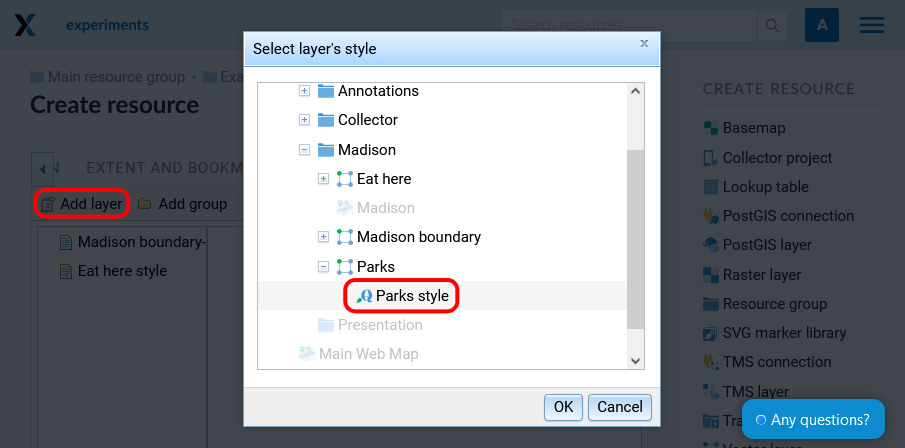 experiments
Search resources
A
Main resource group • Exa
Create resource
EXTENT AND BOOKM
Add layer
Add group
Madison boundary-
Eat here style
Select layer's style
x
Annotations
Collector
Madison
Eat here
Madison
Madison boundary
Parks
Parks style
Presentation
Main Web Map
OK
Cancel
CREATE RESOURCE
Basemap
Collector project
Lookup table
PostGIS connection
PostGIS layer
Raster layer
Resource group
SVG marker library
TMS connection
TMS layer
Any questions?